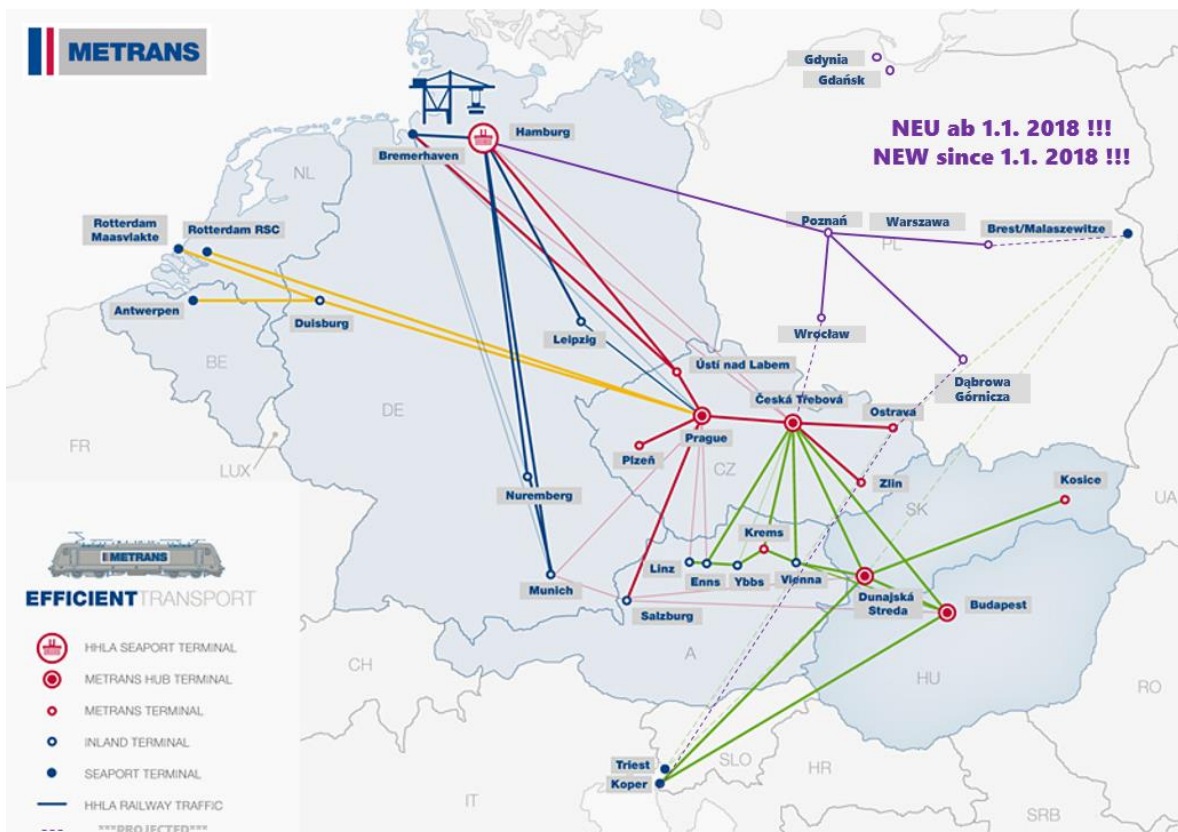 METRANS
Gdynia
Gdańsk
NEU ab 1.1. 2018 !!!
NEW since 1.1. 2018 !!!
Hamburg
Bremerhaven
NL
Rotterdam
Maasvlakte
Rotterdam RSC
Poznań
Warszawa
Brest/Malaszewitze
PL
Antwerpen
Duisburg
Leipzig
Wrocław
BE
Ústí nad Labem
Dąbrowa
Górnicza
DE
Česká Třebová
Ostrava
FR
LUX
Prague
Plzeň
CZ
Zlin
Kosice
Nuremberg
SK
UA
Krems
METRANS
Linz
Enns
Ybbs
Vienna
EFFICIENTTRANSPORT
Munich
Salzburg
Dunajská
Streda
Budapest
HHLA SEAPORT TERMINAL
A
CH
METRANS HUB TERMINAL
HU
RO
METRANS TERMINAL
INLAND TERMINAL
Triest
Koper
SLO
HR
SEAPORT TERMINAL
IT
HHLA RAILWAY TRAFFIC
SRB
***PROJECTED***